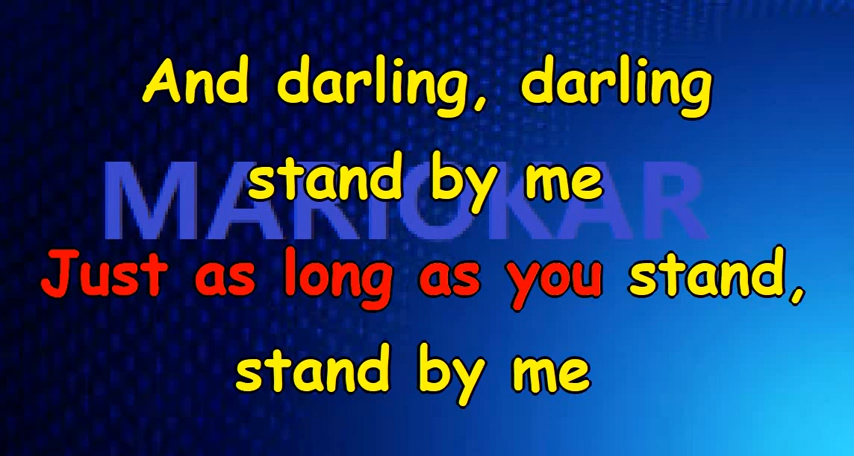 And darling, darling
stand by me
MARIOKAR
Just as long as you stand,
stand by me